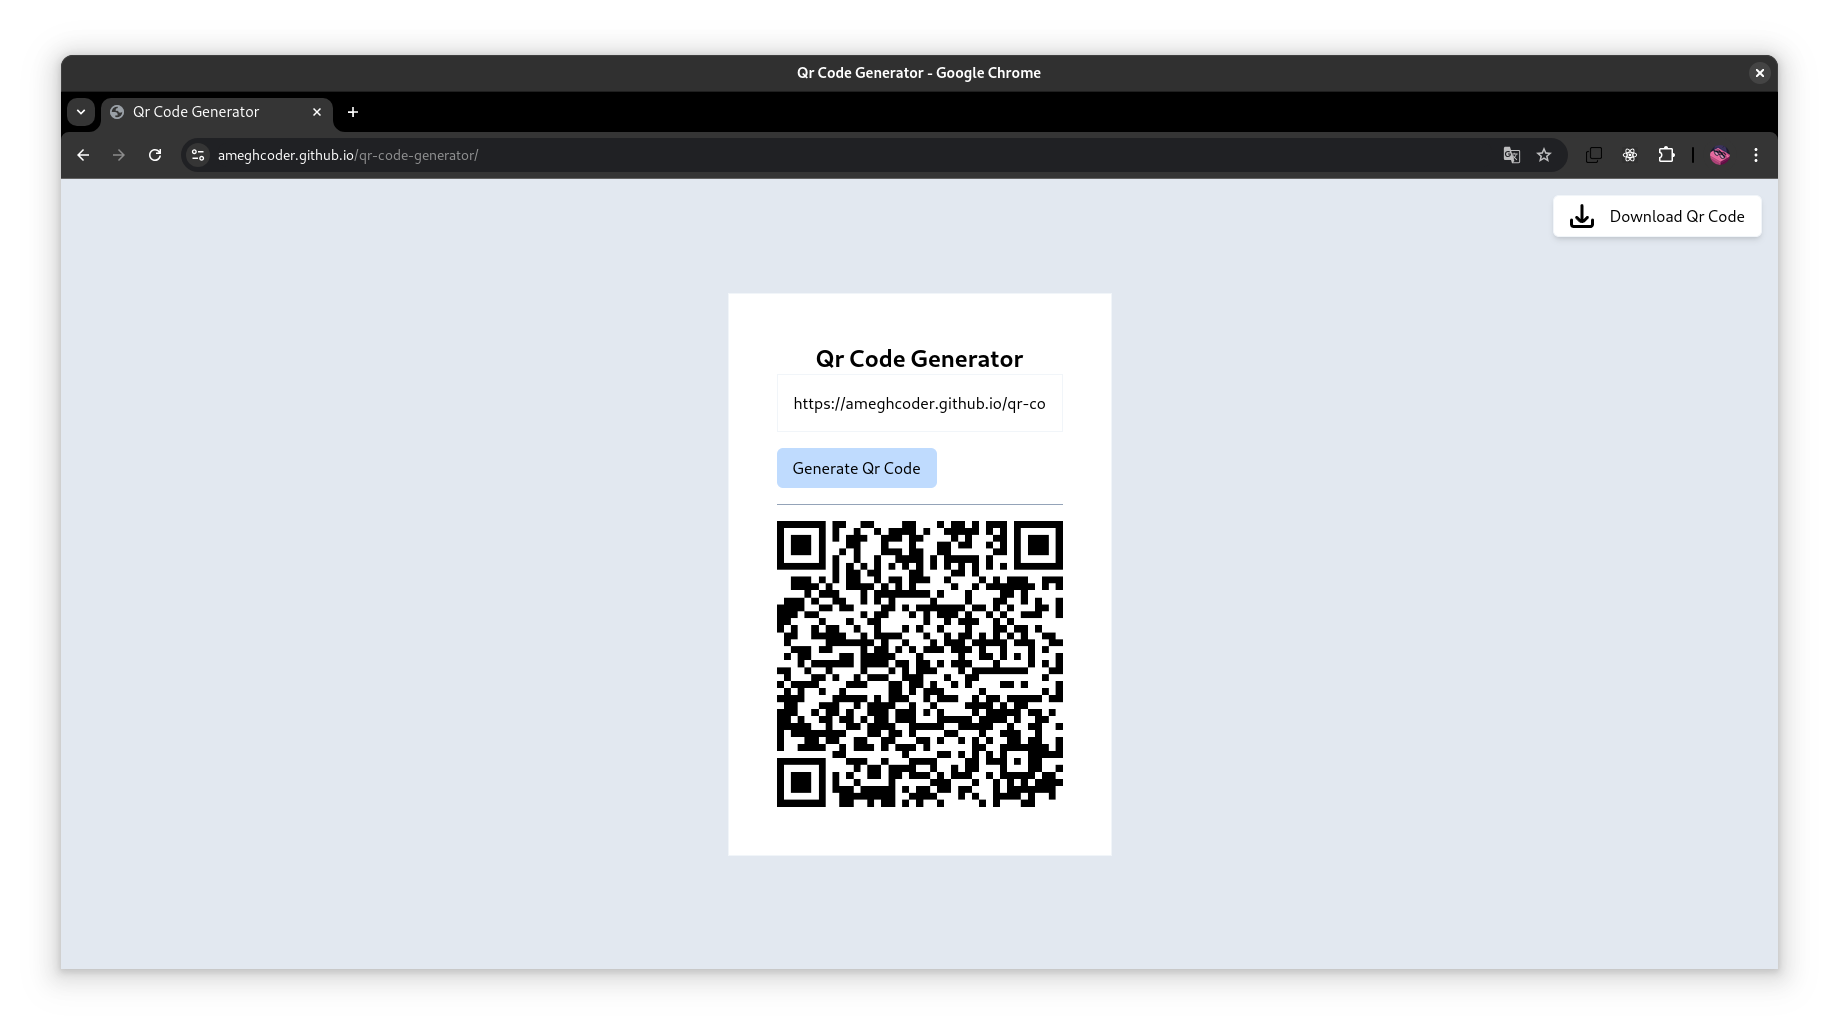 Qr Code Generator - Google Chrome
Qr Code Generator
ameghcoder.github.io/qr-code-generator/
Download Qr Code
Qr Code Generator
https://ameghcoder.github.io/qr-co
Generate Qr Code